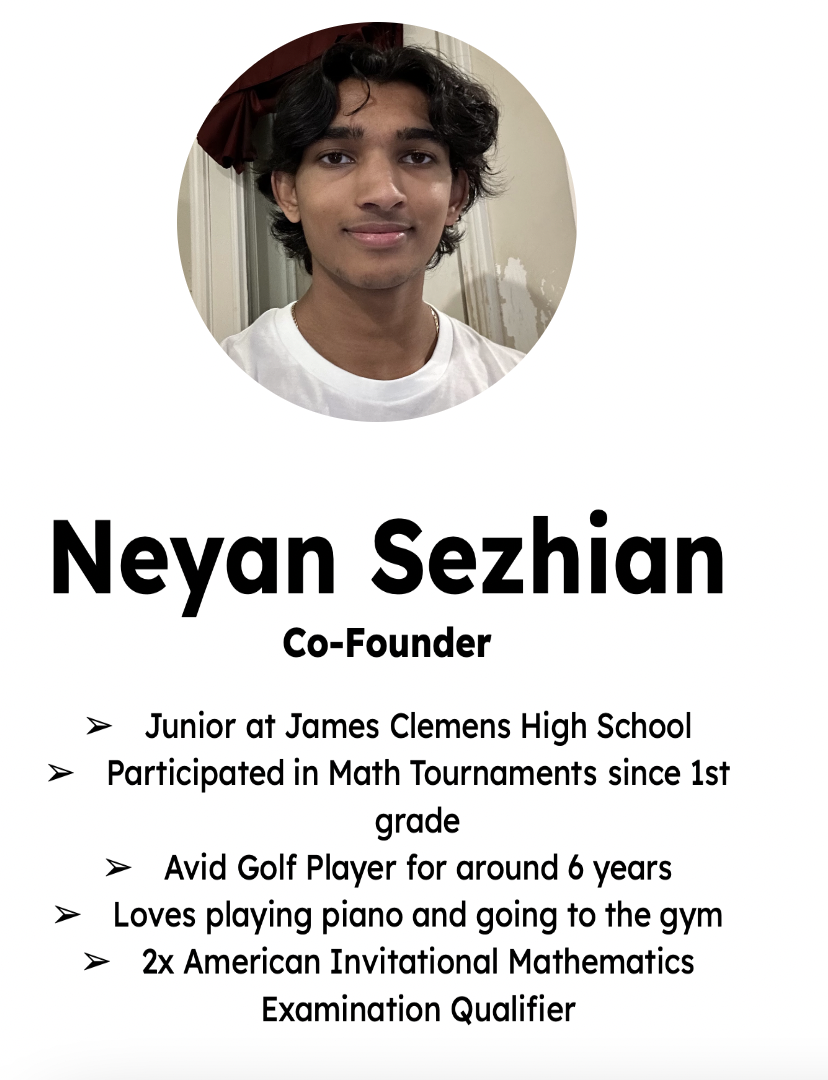 Neyan Sezhian
Co-Founder
➢ Junior at James Clemens High School
➢ Participated in Math Tournaments since 1st
grade
➢ Avid Golf Player for around 6 years
➢ Loves playing piano and going to the gym
➢ 2x American Invitational Mathematics
Examination Qualifier